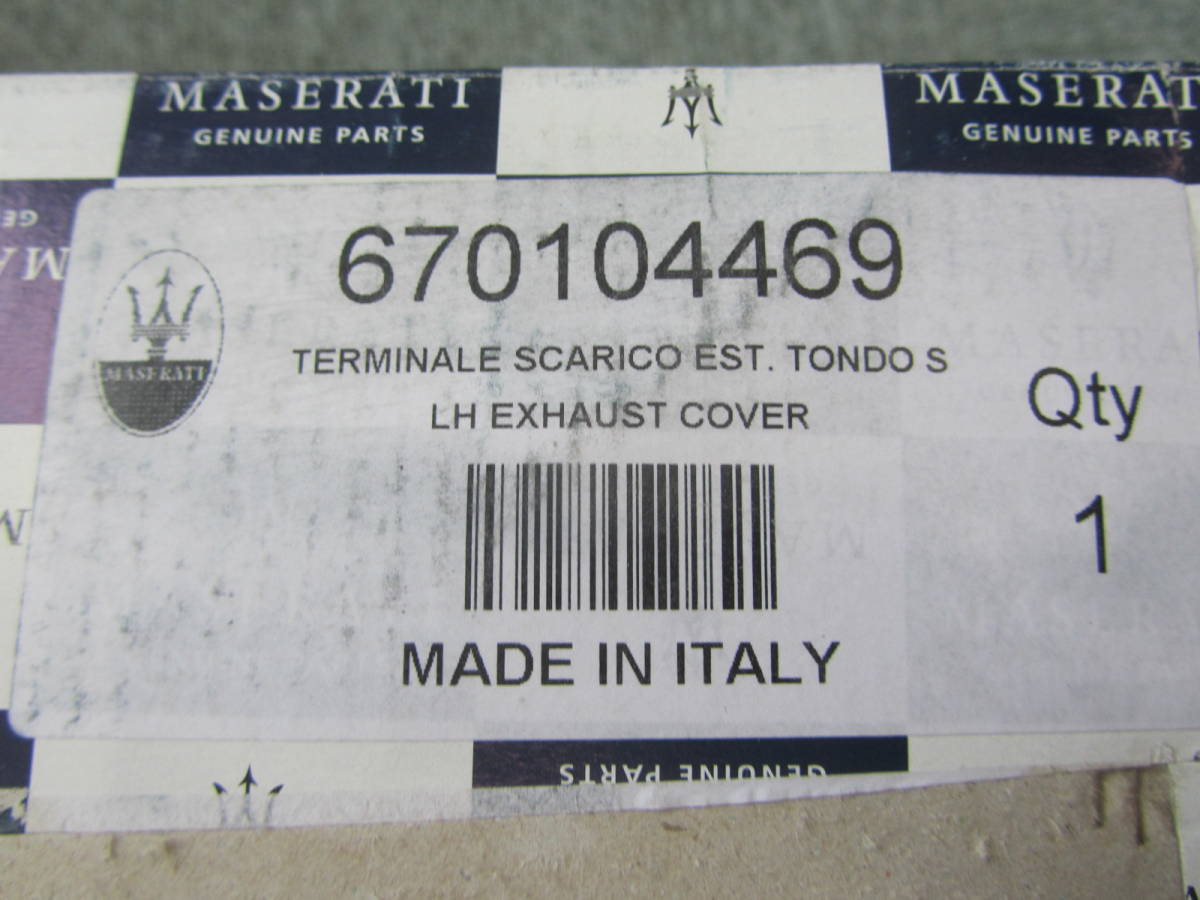 MASERATI
GENUINE PARTS
MASERAT
GENUINE PARTS
670104469
MASERATI
TERMINALE SCARICO EST. TONDO S
LH EXHAUST COVER
Qty
1
MADE IN ITALY
GENUINE PARTS